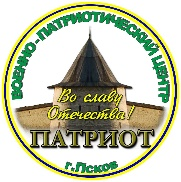 ВОЕННО-ПАТРИОТИЧЕСКИЙ ЦЕНТР
Во славу
Отечества!
ПАТРИОТ
г.Псков